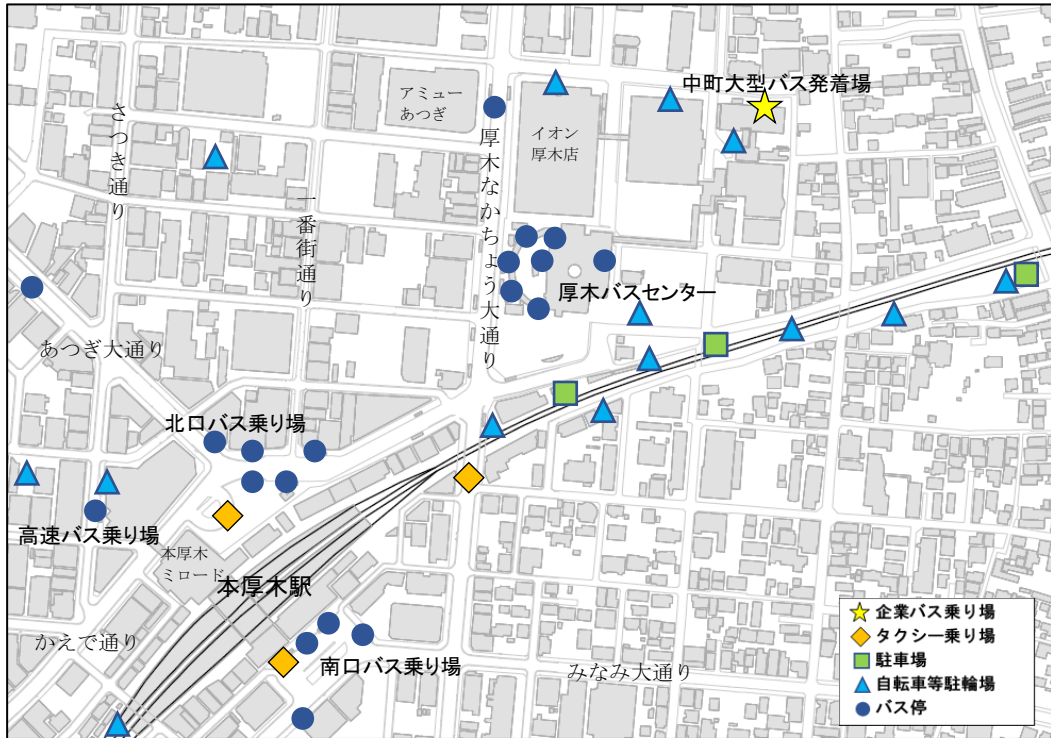 中町大型バス発着場
アミュー
あつぎ
イオン
厚木店
さつき通り
一番街通り
厚木なかちょう大通り
厚木バスセンター
あつぎ大通り
北口バス乗り場
高速バス乗り場
本厚木
ミロード
本厚木駅
かえで通り
南口バス乗り場
みなみ大通り
企業バス乗り場
タクシー乗り場
駐車場
自転車等駐輪場
バス停